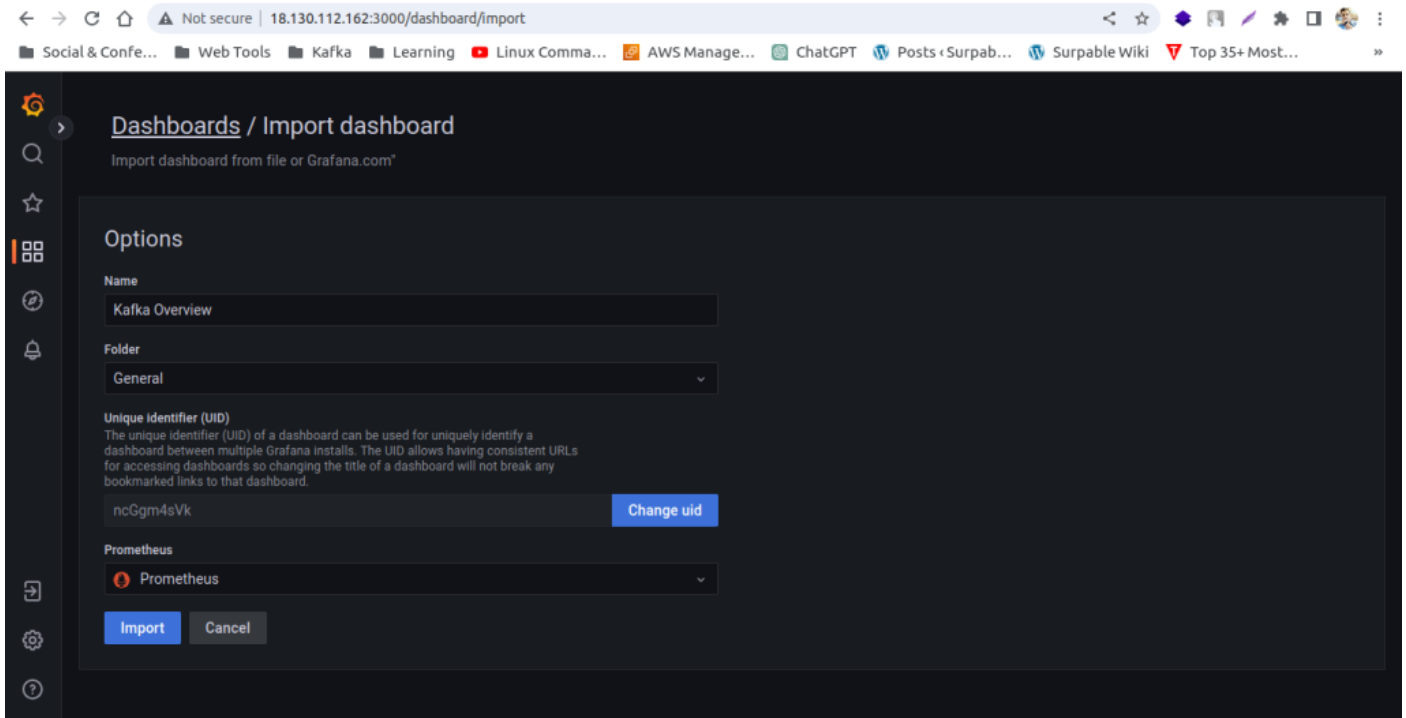 Not secure | 18.130.112.162:3000/dashboard/import
Social & Confe... Web Tools Kafka Learning Linux Comma... AWS Manage... ChatGPT Posts ‹ Surpab... Surpable Wiki Top 35+ Most... »
Dashboards / Import dashboard
Import dashboard from file or Grafana.com"
Options
Name
Kafka Overview
Folder
General
Unique identifier (UID)
The unique identifier (UID) of a dashboard can be used for uniquely identify a
dashboard between multiple Grafana installs. The UID allows having consistent URLs
for accessing dashboards so changing the title of a dashboard will not break any
bookmarked links to that dashboard.
ncGgm4sVk Change uid
Prometheus
Prometheus
Import Cancel